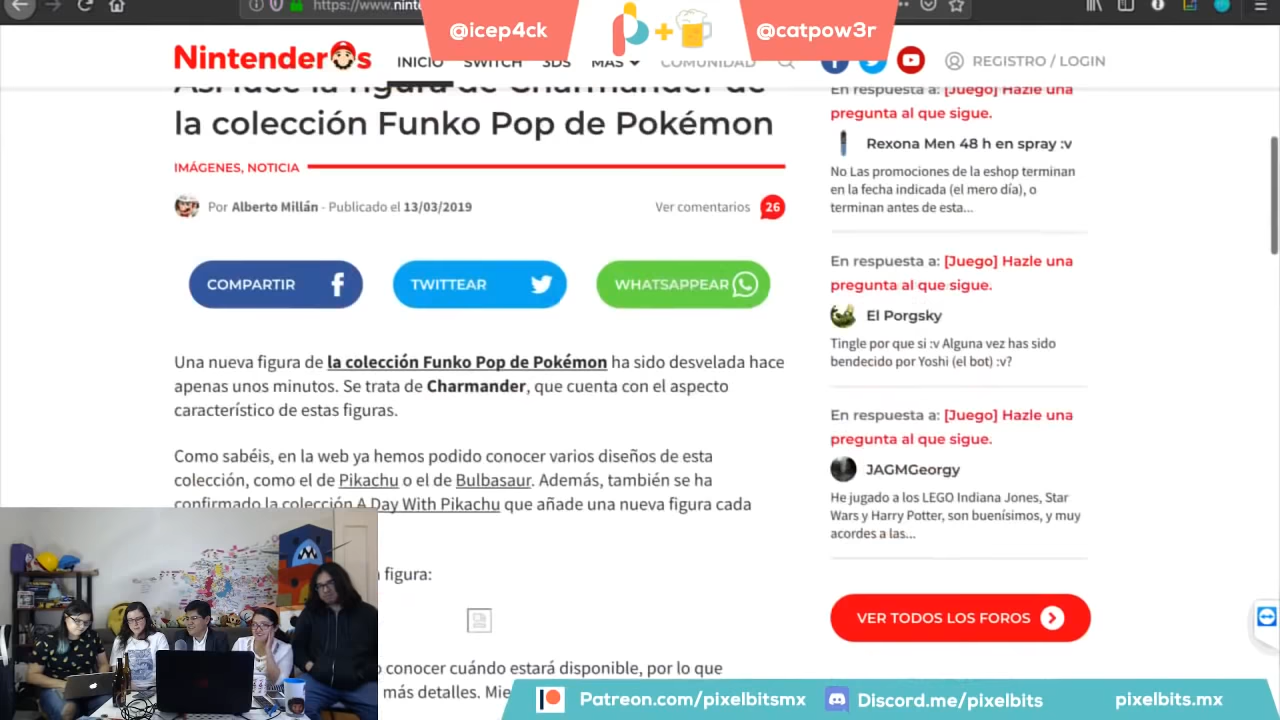 https://www.ninte
@icep4ck
@catpow3r
Nintenderos
INICIO SWITCH 3DS MÁS COMUNIDAD
REGISTRO / LOGIN
Así luce la figura de Charmander de
la colección Funko Pop de Pokémon
IMÁGENES, NOTICIA
Por Alberto Millán - Publicado el 13/03/2019
Ver comentarios 26
COMPARTIR
TWITTEAR
WHATSAPPEAR
Una nueva figura de la colección Funko Pop de Pokémon ha sido desvelada hace
apenas unos minutos. Se trata de Charmander, que cuenta con el aspecto
característico de estas figuras.
Como sabéis, en la web ya hemos podido conocer varios diseños de esta
colección, como el de Pikachu o el de Bulbasaur. Además, también se ha
confirmado la colección A Day With Pikachu que añade una nueva figura cada
figura:
conocer cuándo estará disponible, por lo que
más detalles.
En respuesta a: [Juego] Hazle una
pregunta al que sigue.
Rexona Men 48 h en spray :v
No Las promociones de la eshop terminan
en la fecha indicada (el mero día), o
terminan antes de esta...
En respuesta a: [Juego] Hazle una
pregunta al que sigue.
El Porgsky
Tingle por que si :v Alguna vez has sido
bendecido por Yoshi (el bot) :v?
En respuesta a: [Juego] Hazle una
pregunta al que sigue.
JAGMGeorgy
He jugado a los LEGO Indiana Jones, Star
Wars y Harry Potter, son buenísimos, y muy
acordes a las...
VER TODOS LOS FOROS
Patreon.com/pixelbitsmx
Discord.me/pixelbits
pixelbits.mx